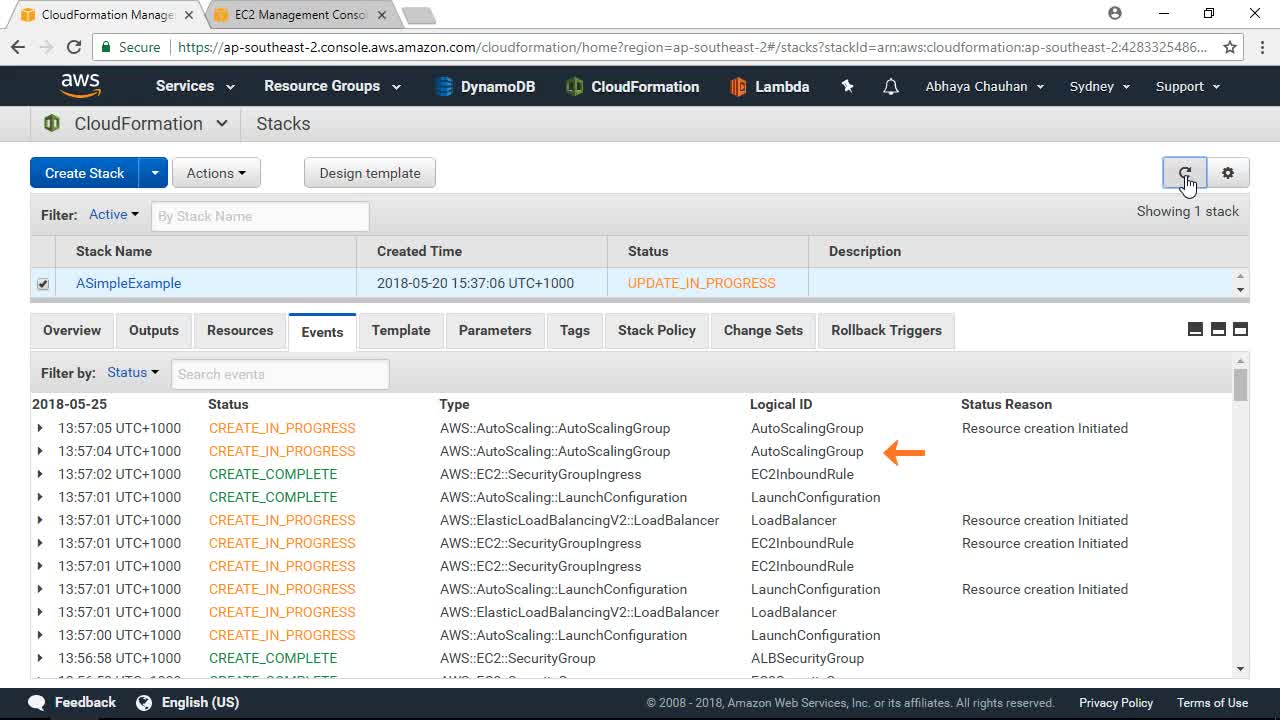 CloudFormation Manage
EC2 Management Conso
Secure https://ap-southeast-2.console.aws.amazon.com/cloudformation/home?region=ap-southeast-2#/stacks?stackId=arn:aws:cloudformation:ap-southeast-2:4283325486...
aws Services Resource Groups DynamoDB CloudFormation Lambda Abhaya Chauhan Sydney Support
CloudFormation Stacks
Create Stack Actions Design template
Filter: Active By Stack Name Showing 1 stack
Stack Name Created Time Status Description
ASimpleExample 2018-05-20 15:37:06 UTC+1000 UPDATE_IN_PROGRESS
Overview Outputs Resources Events Template Parameters Tags Stack Policy Change Sets Rollback Triggers
Filter by: Status Search events
2018-05-25 Status Type Logical ID Status Reason
13:57:05 UTC+1000 CREATE_IN_PROGRESS AWS::AutoScaling::AutoScalingGroup AutoScalingGroup Resource creation Initiated
13:57:04 UTC+1000 CREATE_IN_PROGRESS AWS::AutoScaling::AutoScalingGroup AutoScalingGroup
13:57:02 UTC+1000 CREATE_COMPLETE AWS::EC2::SecurityGroupIngress EC2InboundRule
13:57:01 UTC+1000 CREATE_COMPLETE AWS::AutoScaling::LaunchConfiguration LaunchConfiguration
13:57:01 UTC+1000 CREATE_IN_PROGRESS AWS::ElasticLoadBalancingV2::LoadBalancer LoadBalancer Resource creation Initiated
13:57:01 UTC+1000 CREATE_IN_PROGRESS AWS::EC2::SecurityGroupIngress EC2InboundRule Resource creation Initiated
13:57:01 UTC+1000 CREATE_IN_PROGRESS AWS::EC2::SecurityGroupIngress EC2InboundRule
13:57:01 UTC+1000 CREATE_IN_PROGRESS AWS::AutoScaling::LaunchConfiguration LaunchConfiguration Resource creation Initiated
13:57:01 UTC+1000 CREATE_IN_PROGRESS AWS::ElasticLoadBalancingV2::LoadBalancer LoadBalancer
13:57:00 UTC+1000 CREATE_IN_PROGRESS AWS::AutoScaling::LaunchConfiguration LaunchConfiguration
13:56:58 UTC+1000 CREATE_COMPLETE AWS::EC2::SecurityGroup ALBSecurityGroup
Feedback English (US) © 2008 - 2018, Amazon Web Services, Inc. or its affiliates. All rights reserved. Privacy Policy Terms of Use